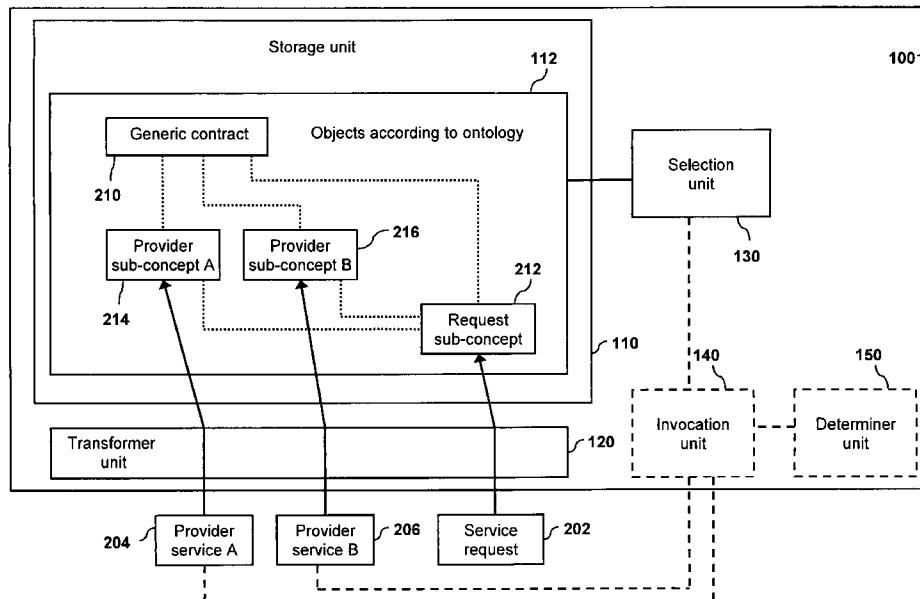 Storage unit
100
112
Generic contract
Objects according to ontology
210
Selection
unit
130
Provider
sub-concept A
214
Provider
sub-concept B
216
212
Request
sub-concept
110
140
150
Transformer
unit
120
Invocation
unit
Determiner
unit
204
Provider
service A
Provider
service B
206
Service
request
202